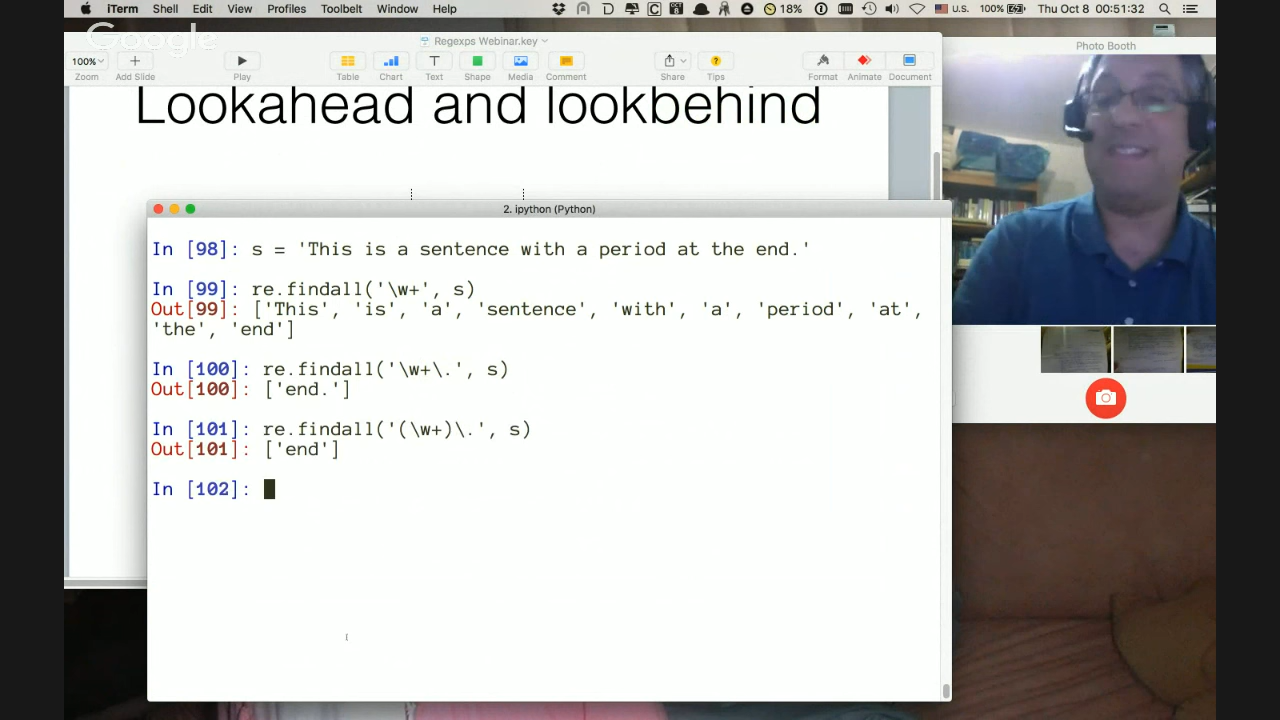 iTerm Shell Edit View Profiles Toolbelt Window Help 18% U.S. 100% Thu Oct 8 00:51:32
Google
Regexps Webinar.key
Photo Booth
100%
Zoom Add Slide Play Table Chart Text Shape Media Comment Share Tips Format Animate Document
Lookahead and lookbehind
2. ipython (Python)
In [98]: s = 'This is a sentence with a period at the end.'
In [99]: re.findall('\w+', s)
Out[99]: ['This', 'is', 'a', 'sentence', 'with', 'a', 'period', 'at',
'the', 'end']
In [100]: re.findall('\w+\.', s)
Out[100]: ['end.']
In [101]: re.findall('(\w+)\.', s)
Out[101]: ['end']
In [102]: